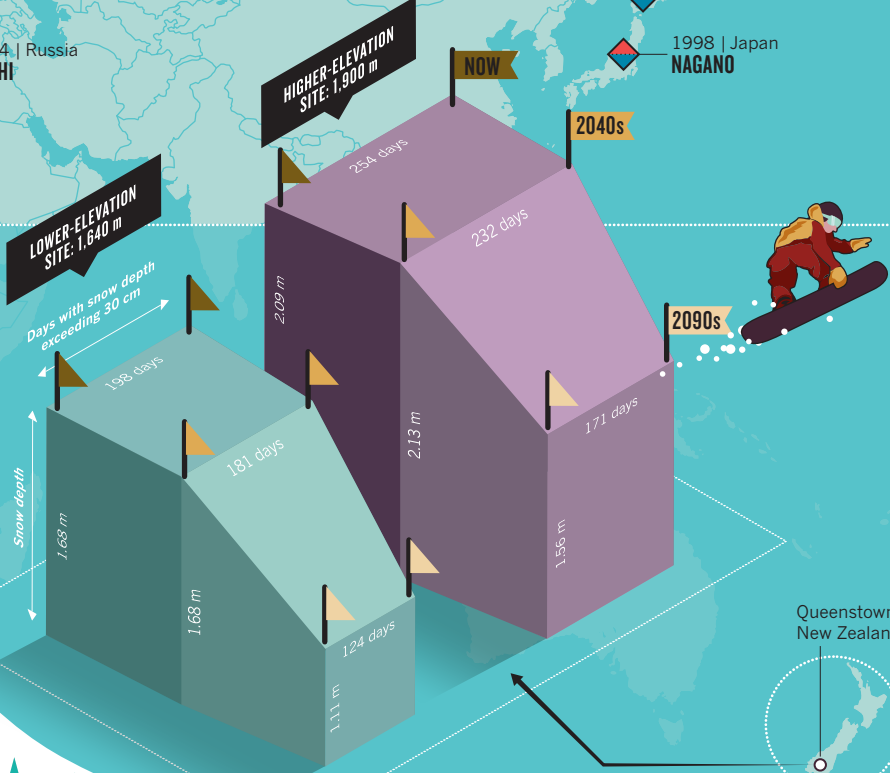 4 | Russia
HI
1998 | Japan
NAGANO
HIGHER-ELEVATION
SITE: 1,900 m
NOW
2040s
254 days
232 days
LOWER-ELEVATION
SITE: 1,640 m
Days with snow depth
exceeding 30 cm
2.09 m
2090s
198 days
171 days
181 days
2.13 m
Snow depth
1.68 m
1.56 m
1.68 m
124 days
1.11 m
Queenstown
New Zealan